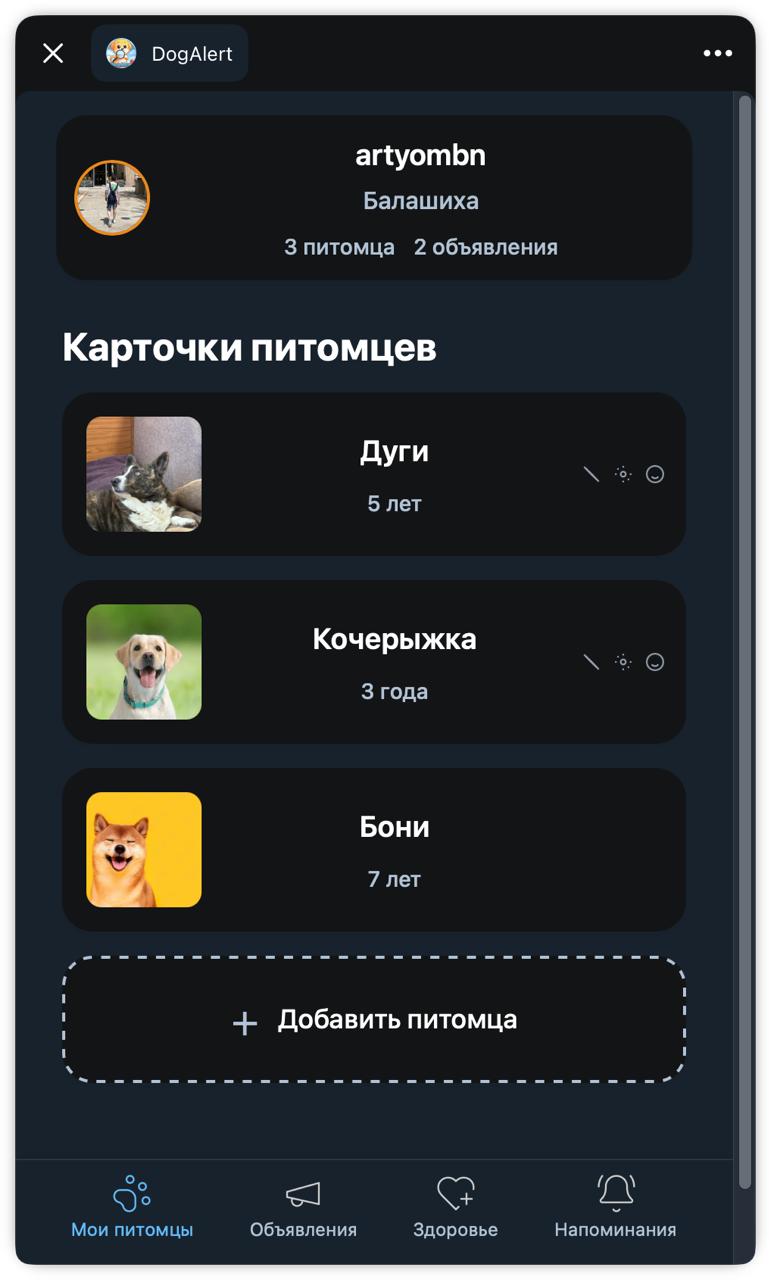 DogAlert
artyombn
Балашиха
3 питомца 2 объявления
Карточки питомцев
Дуги
5 лет
Кочерыжка
3 года
Бони
7 лет
+ Добавить питомца
Мои питомцы Объявления Здоровье Напоминания